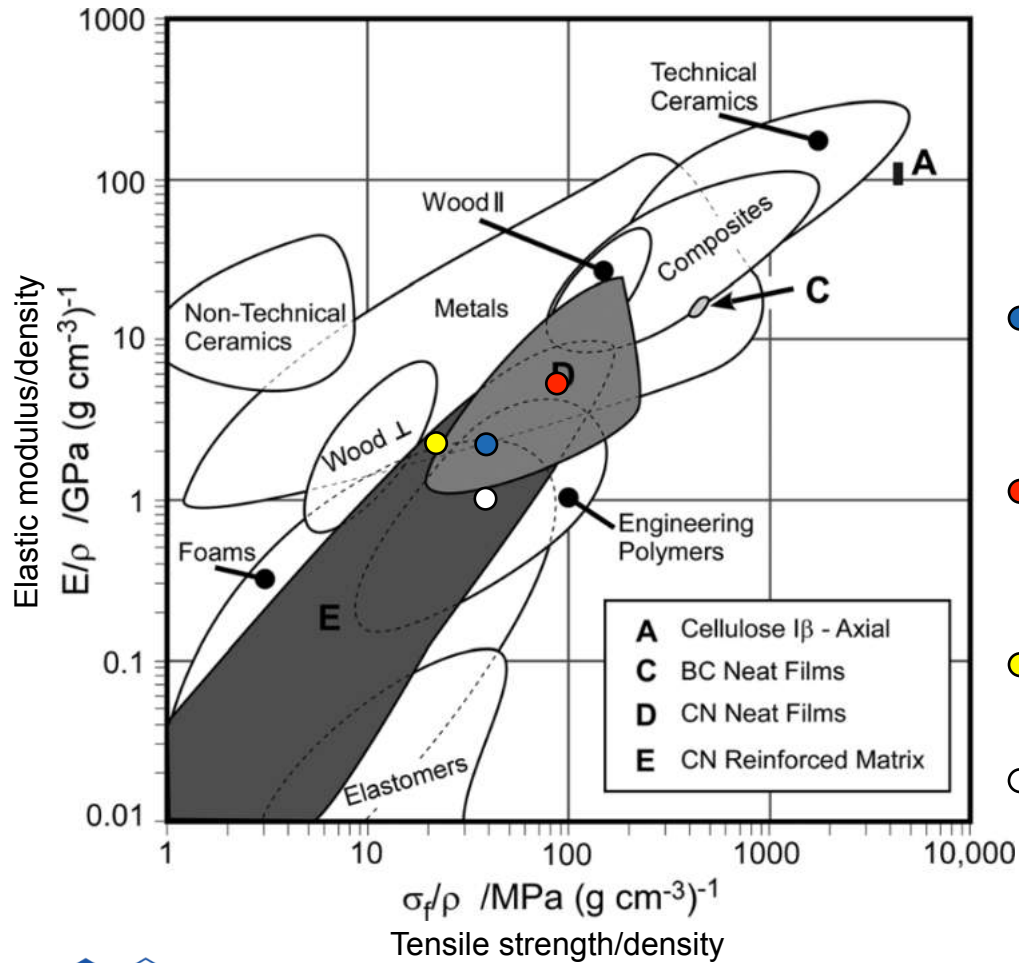 1000
100
10
1
0.1
0.01
Elastic modulus/density
E/ρ /GPa (g cm-3)-1
Technical
Ceramics
A
Wood ǁ
Composites
C
Non-Technical
Ceramics
Metals
D
Wood ⊥
Foams
Engineering
Polymers
E
Elastomers
A Cellulose Iβ - Axial
C BC Neat Films
D CN Neat Films
E CN Reinforced Matrix
1 10 100 1000 10,000
σf/ρ /MPa (g cm-3)-1
Tensile strength/density